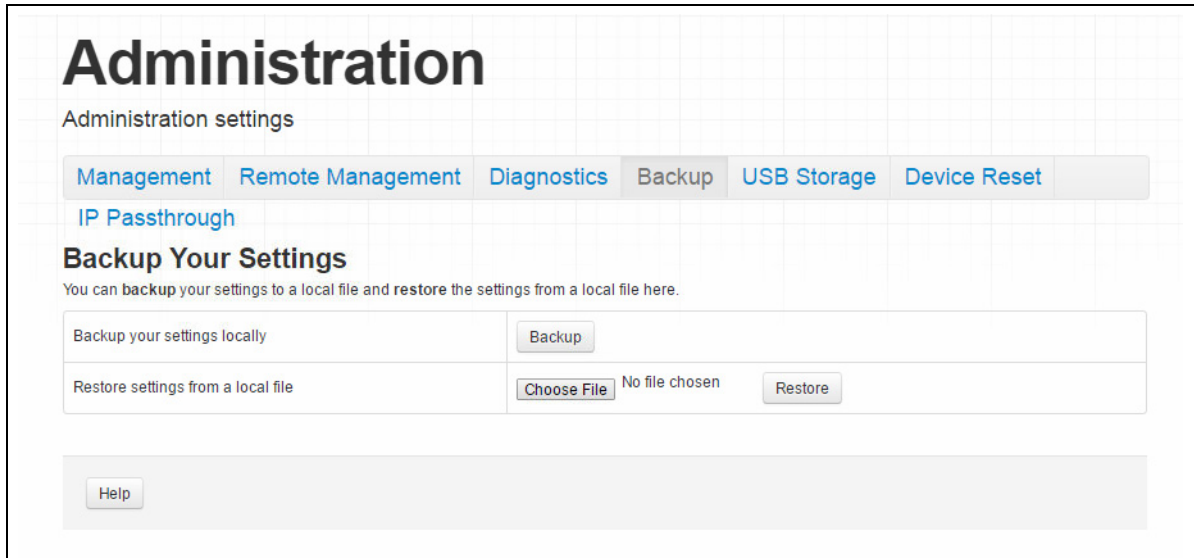 Administration
Administration settings
Management Remote Management Diagnostics Backup USB Storage Device Reset
IP Passthrough
Backup Your Settings
You can backup your settings to a local file and restore the settings from a local file here.
Backup your settings locally Backup
Restore settings from a local file Choose File No file chosen Restore
Help